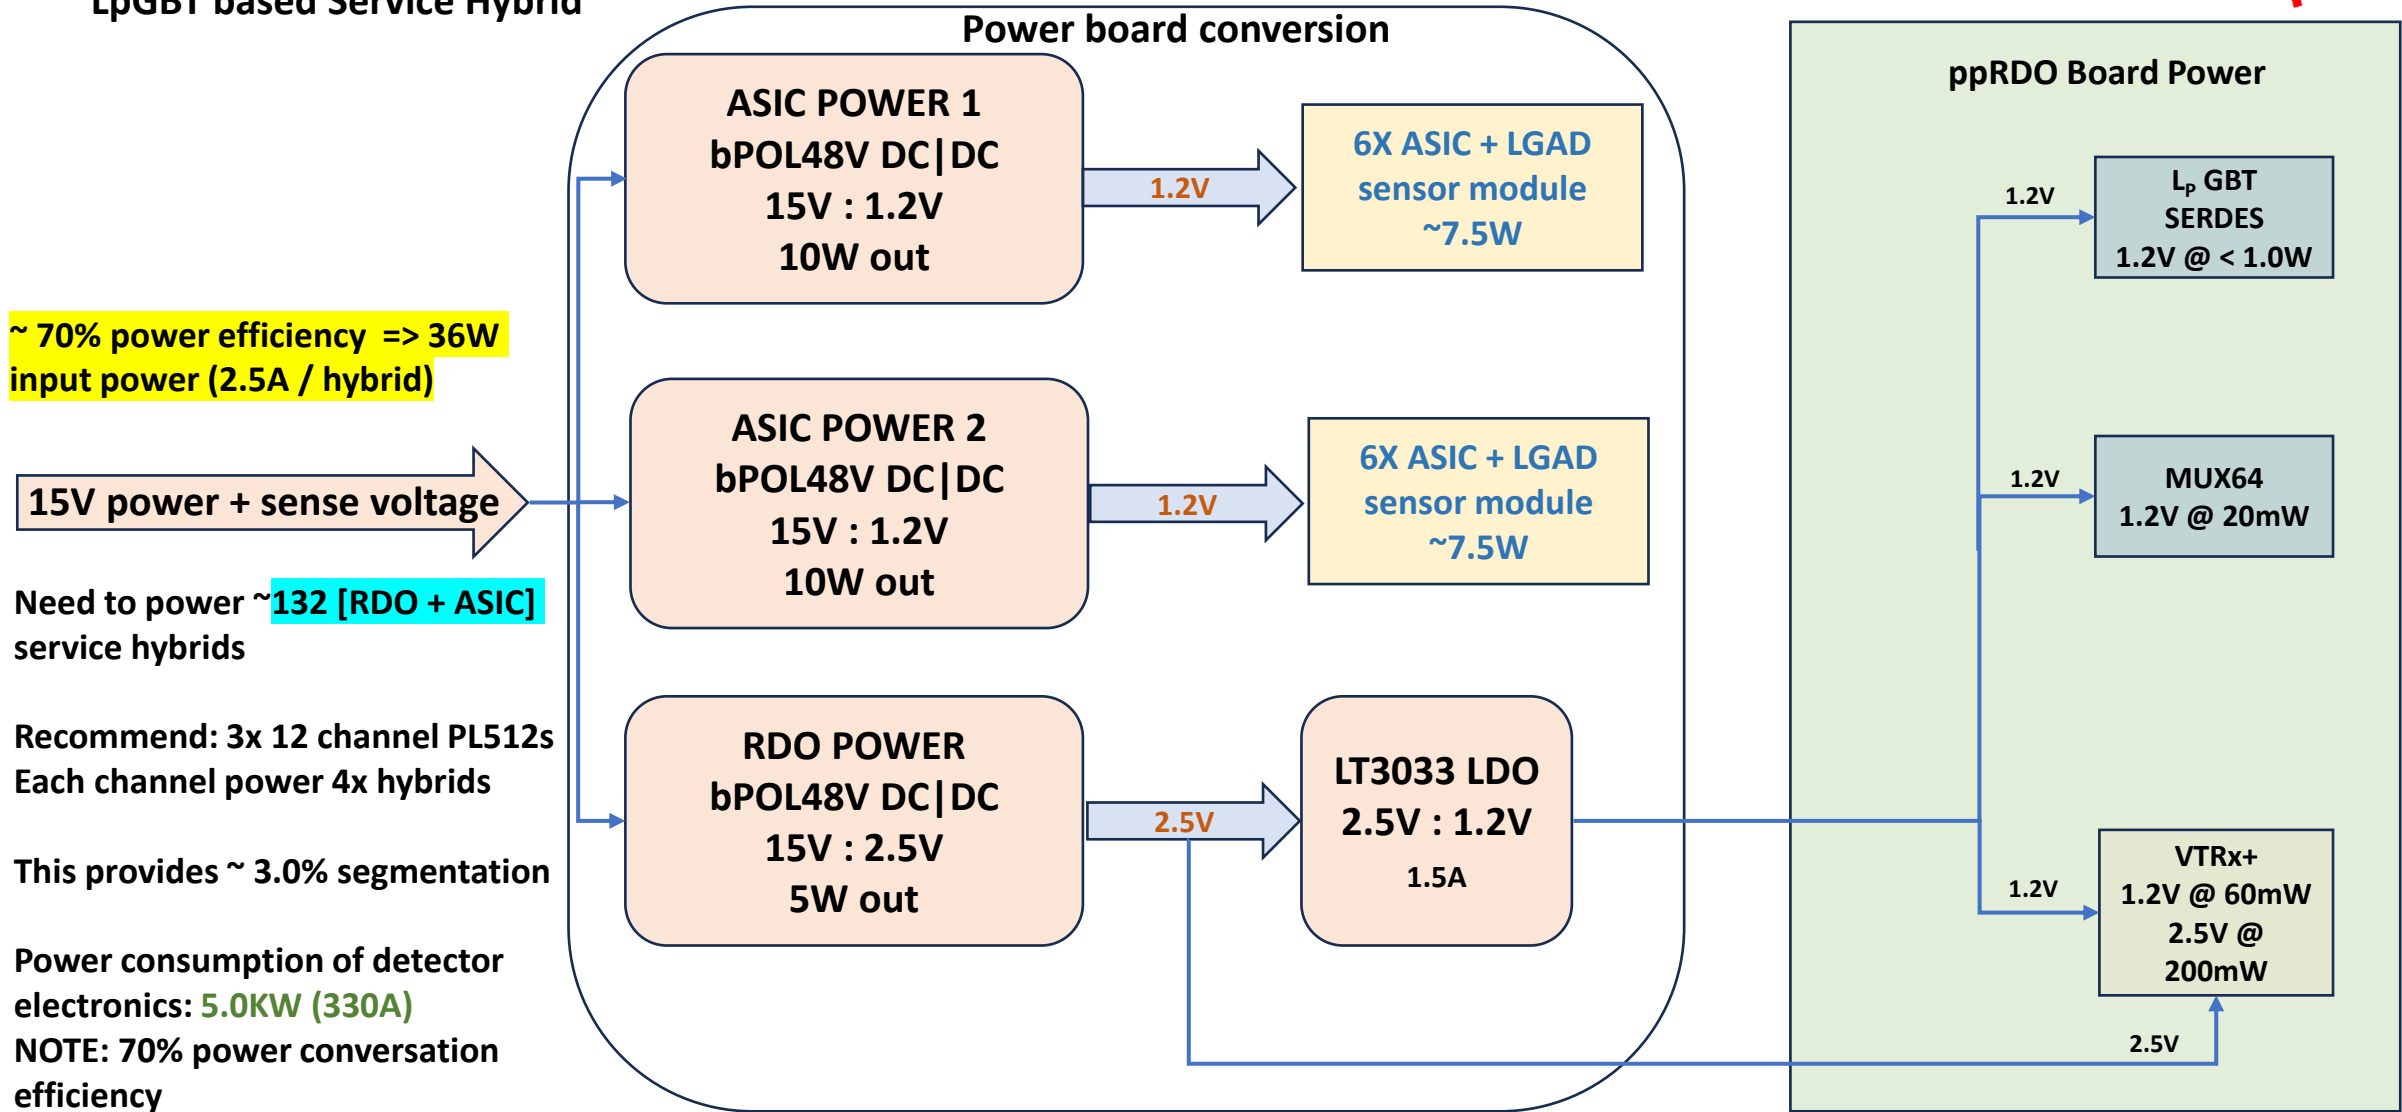 LpGBT based Service Hybrid
Power board conversion
ppRDO Board Power
ASIC POWER 1
bPOL48V DC|DC
15V : 1.2V
10W out
1.2V
6X ASIC + LGAD
sensor module
~7.5W
1.2V
LP GBT
SERDES
1.2V @ < 1.0W
~ 70% power efficiency => 36W
input power (2.5A / hybrid)
15V power + sense voltage
ASIC POWER 2
bPOL48V DC|DC
15V : 1.2V
10W out
1.2V
6X ASIC + LGAD
sensor module
~7.5W
1.2V
MUX64
1.2V @ 20mW
Need to power ~132 [RDO + ASIC]
service hybrids
Recommend: 3x 12 channel PL512s
Each channel power 4x hybrids
This provides ~ 3.0% segmentation
Power consumption of detector
electronics: 5.0KW (330A)
NOTE: 70% power conversation
efficiency
RDO POWER
bPOL48V DC|DC
15V : 2.5V
5W out
2.5V
LT3033 LDO
2.5V : 1.2V
1.5A
1.2V
VTRx+
1.2V @ 60mW
2.5V @
200mW
2.5V